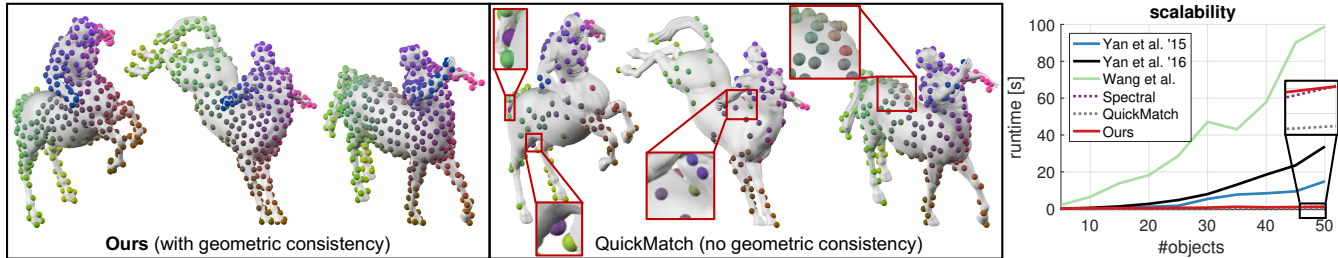 Ours (with geometric consistency)
QuickMatch (no geometric consistency)
scalability
runtime [s]
100
80
60
40
20
0
Yan et al. '15
Yan et al. '16
Wang et al.
Spectral
QuickMatch
Ours
10 20 30 40 50
#objects